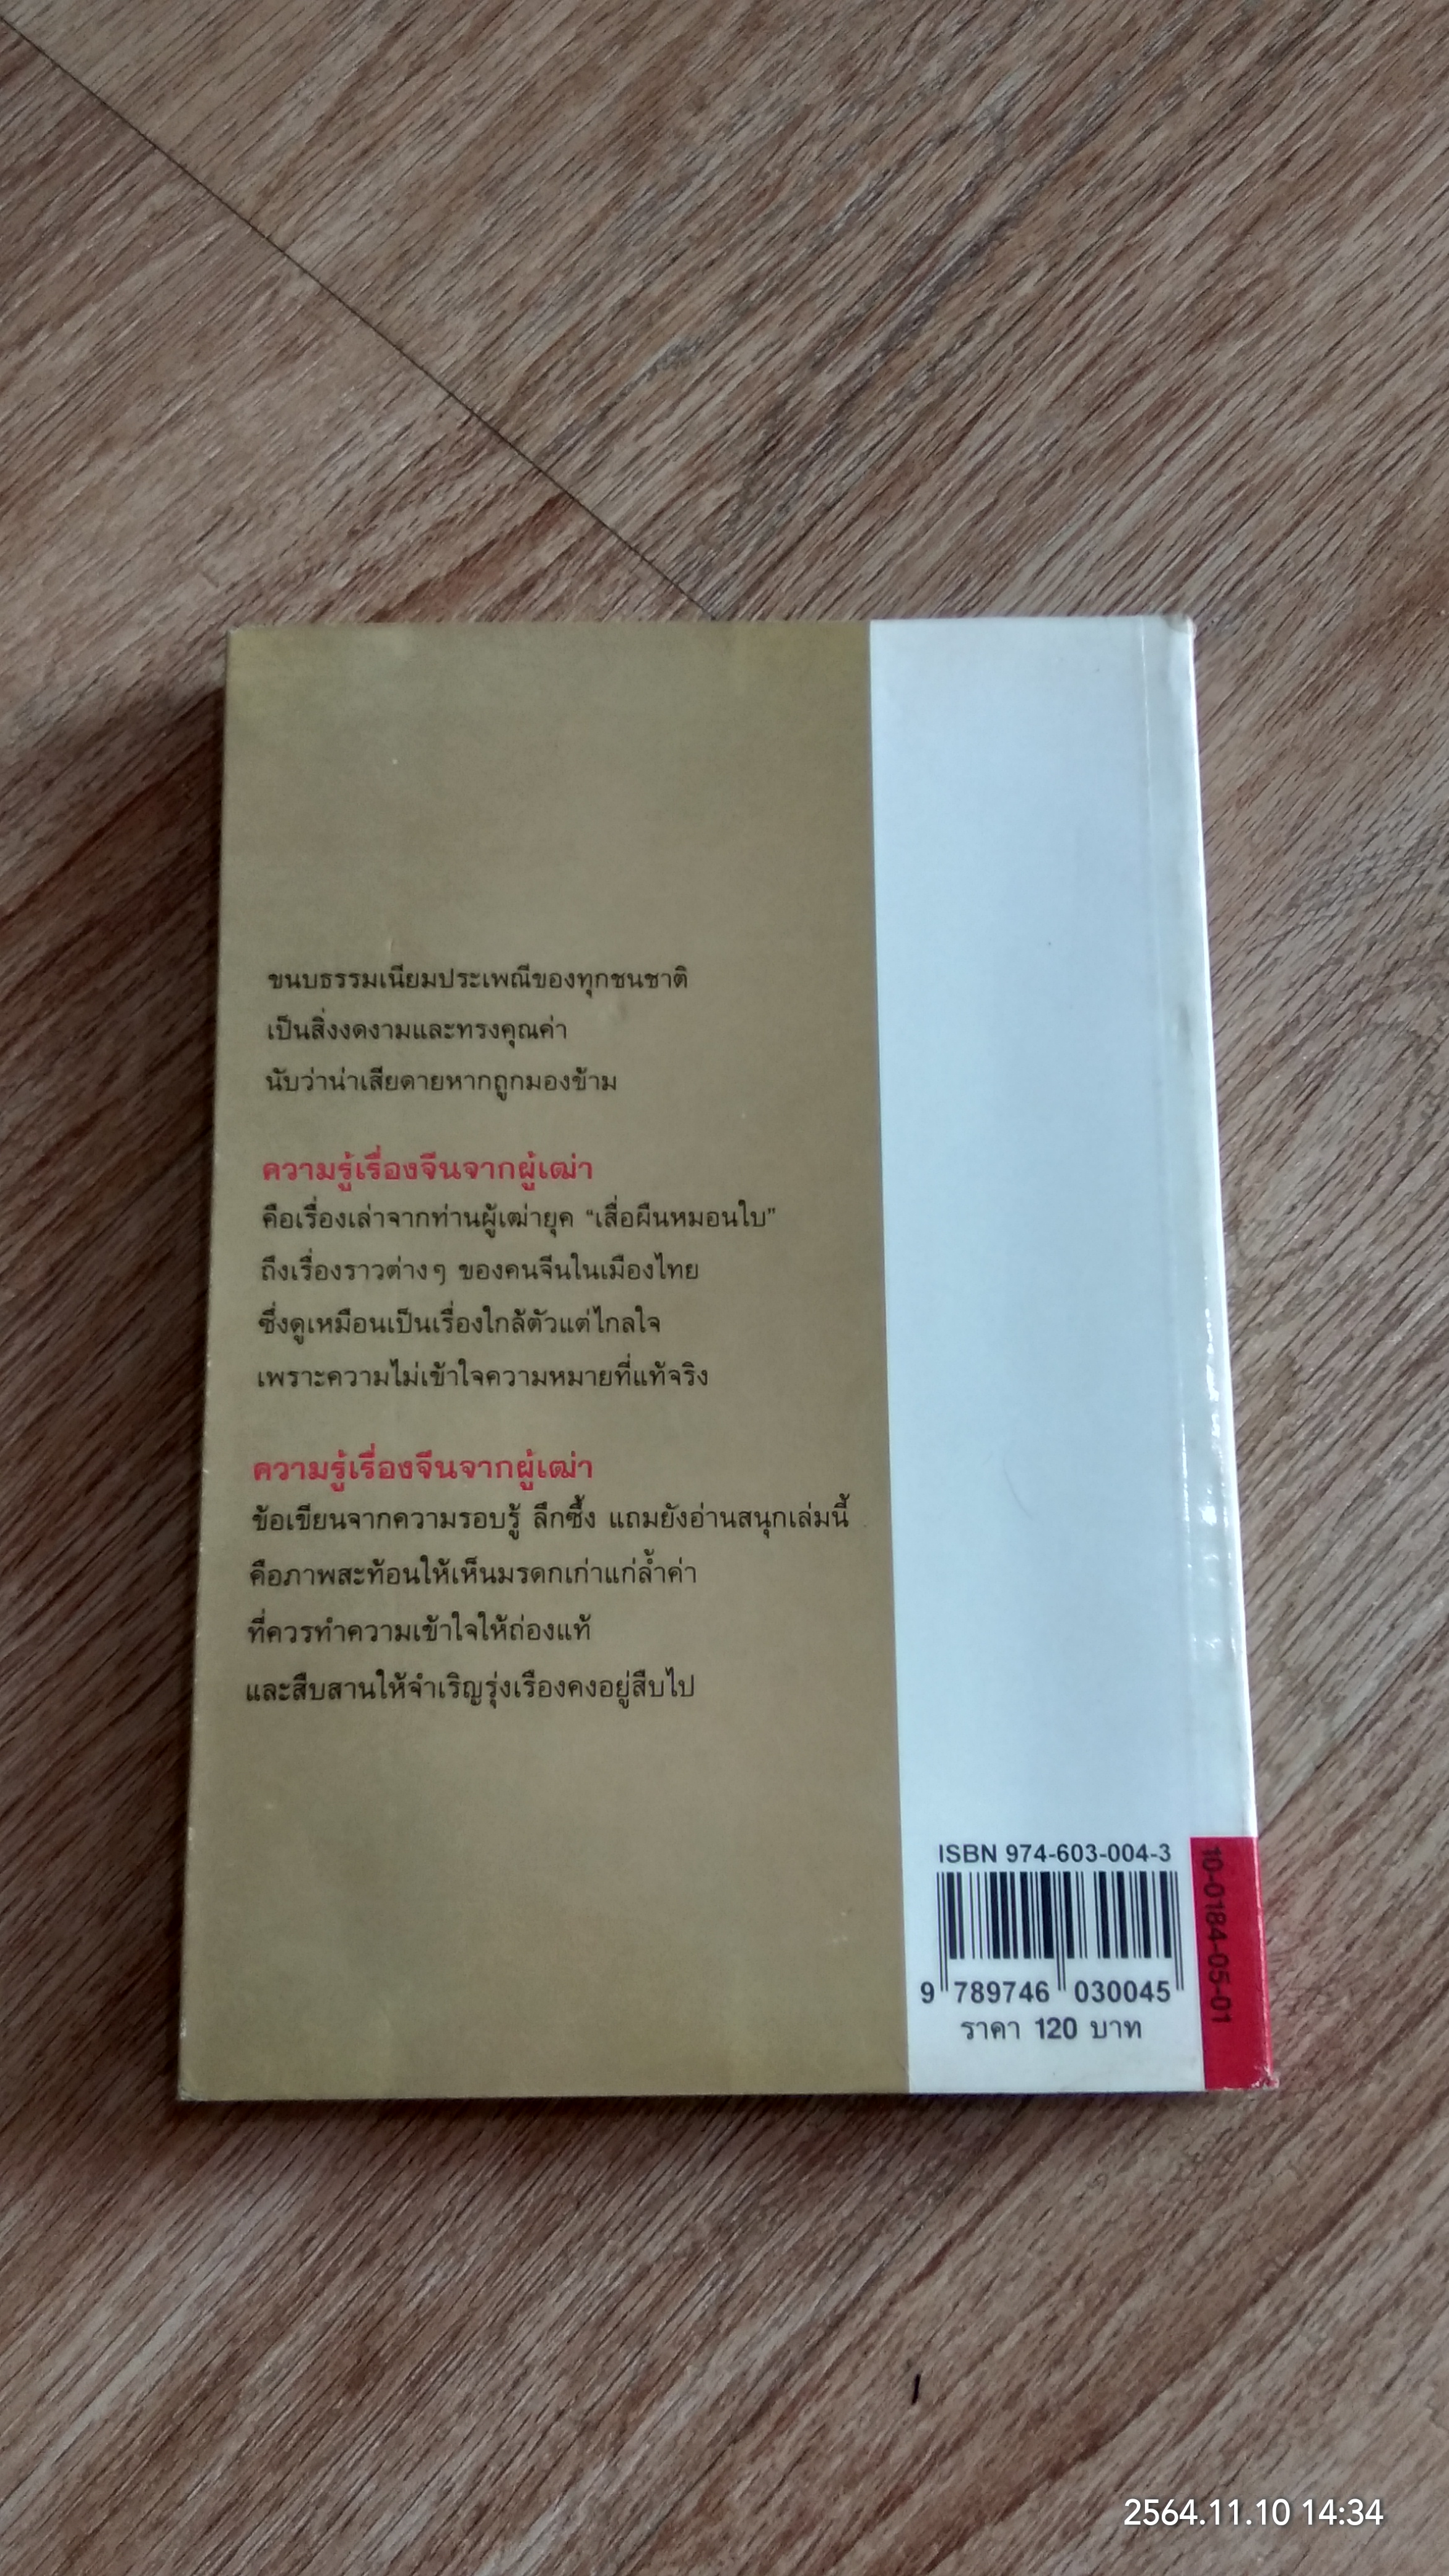 ขนบธรรมเนียมประเพณีของทุกชนชาติ
เป็นสิ่งงดงามและทรงคุณค่า
นับว่าน่าเสียดายหากถูกมองข้าม
ความรู้เรื่องจีนจากผู้เฒ่า
คือเรื่องเล่าจากท่านผู้เฒ่ายุค “เสื่อผืนหมอนใบ”
ถึงเรื่องราวต่างๆ ของคนจีนในเมืองไทย
ซึ่งดูเหมือนเป็นเรื่องใกล้ตัวแต่ไกลใจ
เพราะความไม่เข้าใจความหมายที่แท้จริง
ความรู้เรื่องจีนจากผู้เฒ่า
ข้อเขียนจากความรอบรู้ ลึกซึ้ง แถมยังอ่านสนุกเล่มนี้
คือภาพสะท้อนให้เห็นมรดกเก่าแก่ล้ำค่า
ที่ควรทำความเข้าใจให้ถ่องแท้
และสืบสานให้จำเริญรุ่งเรืองคงอยู่สืบไป
ISBN 974-603-004-3
9 789746 030045
ราคา 120 บาท
10-0184-05-01
2564.11.10 14:34